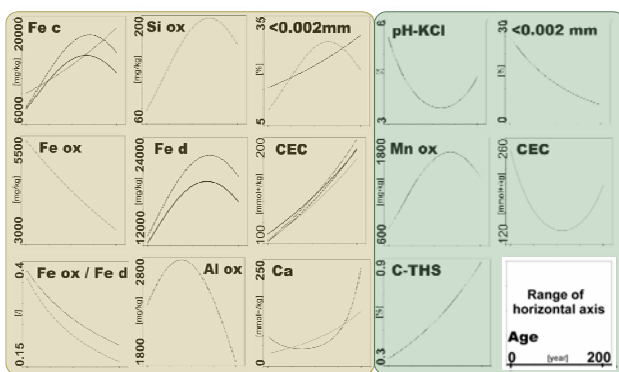 Fe c
20000
[mg/kg]
6000
Si ox
200
[mg/kg]
60
<0.002mm
35
[%]
5
pH-KCl
6
3
<0.002 mm
30
[%]
0
Fe ox
5500
[mg/kg]
3000
Fe d
24000
[mg/kg]
12000
CEC
200
[mmol+/kg]
100
Mn ox
1800
[mg/kg]
600
CEC
260
[mmol+/kg]
120
Fe ox / Fe d
0.4
[/]
0.15
Al ox
2800
[mg/kg]
1800
Ca
250
[mmol+/kg]
0
C-THS
0.9
[%]
0.3
Range of
horizontal axis
Age
0 [year] 200